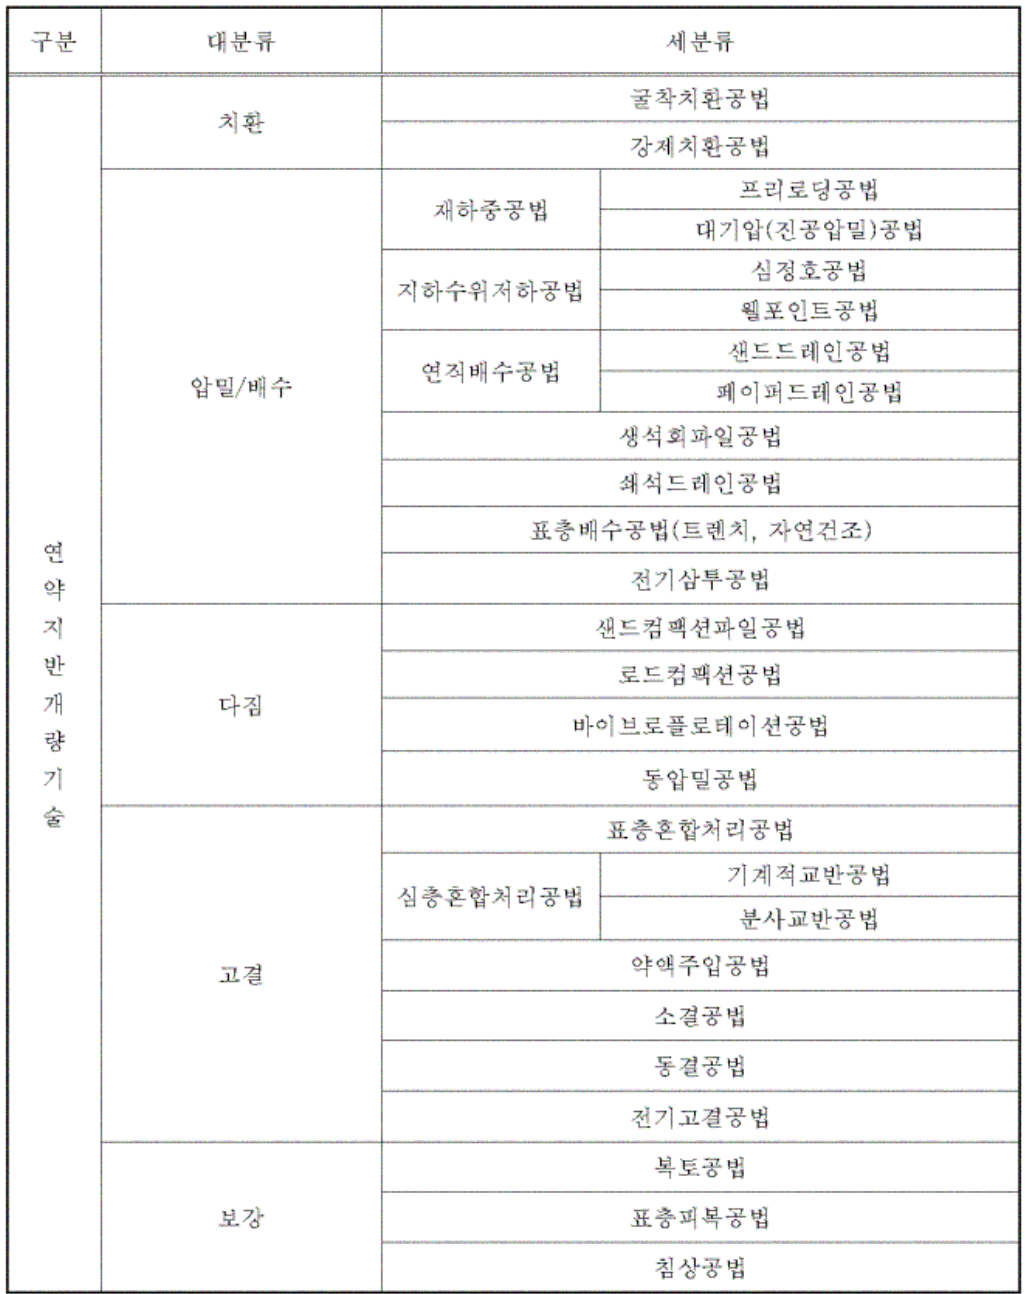 구분 대분류 세분류
연약지반개량기술
치환
굴착치환공법
강제치환공법
압밀/배수
재하중공법
프리로딩공법
대기압(진공압밀)공법
지하수위저하공법
심정호공법
웰포인트공법
연직배수공법
샌드드레인공법
페이퍼드레인공법
생석회파일공법
쇄석드레인공법
표층배수공법(트렌치, 자연건조)
전기삼투공법
다짐
샌드컴팩션파일공법
로드컴팩션공법
바이브로플로테이션공법
동압밀공법
고결
표층혼합처리공법
심층혼합처리공법
기계적교반공법
분사교반공법
약액주입공법
소결공법
동결공법
전기고결공법
보강
복토공법
표층피복공법
침상공법